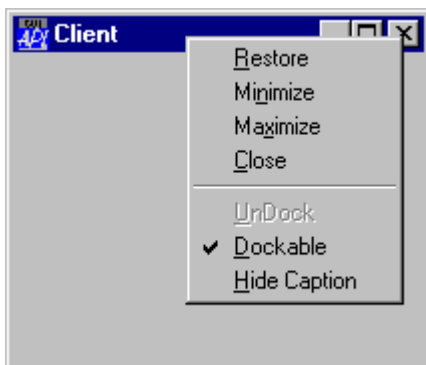 Client
Restore
Minimize
Maximize
Close
UnDock
Dockable
Hide Caption